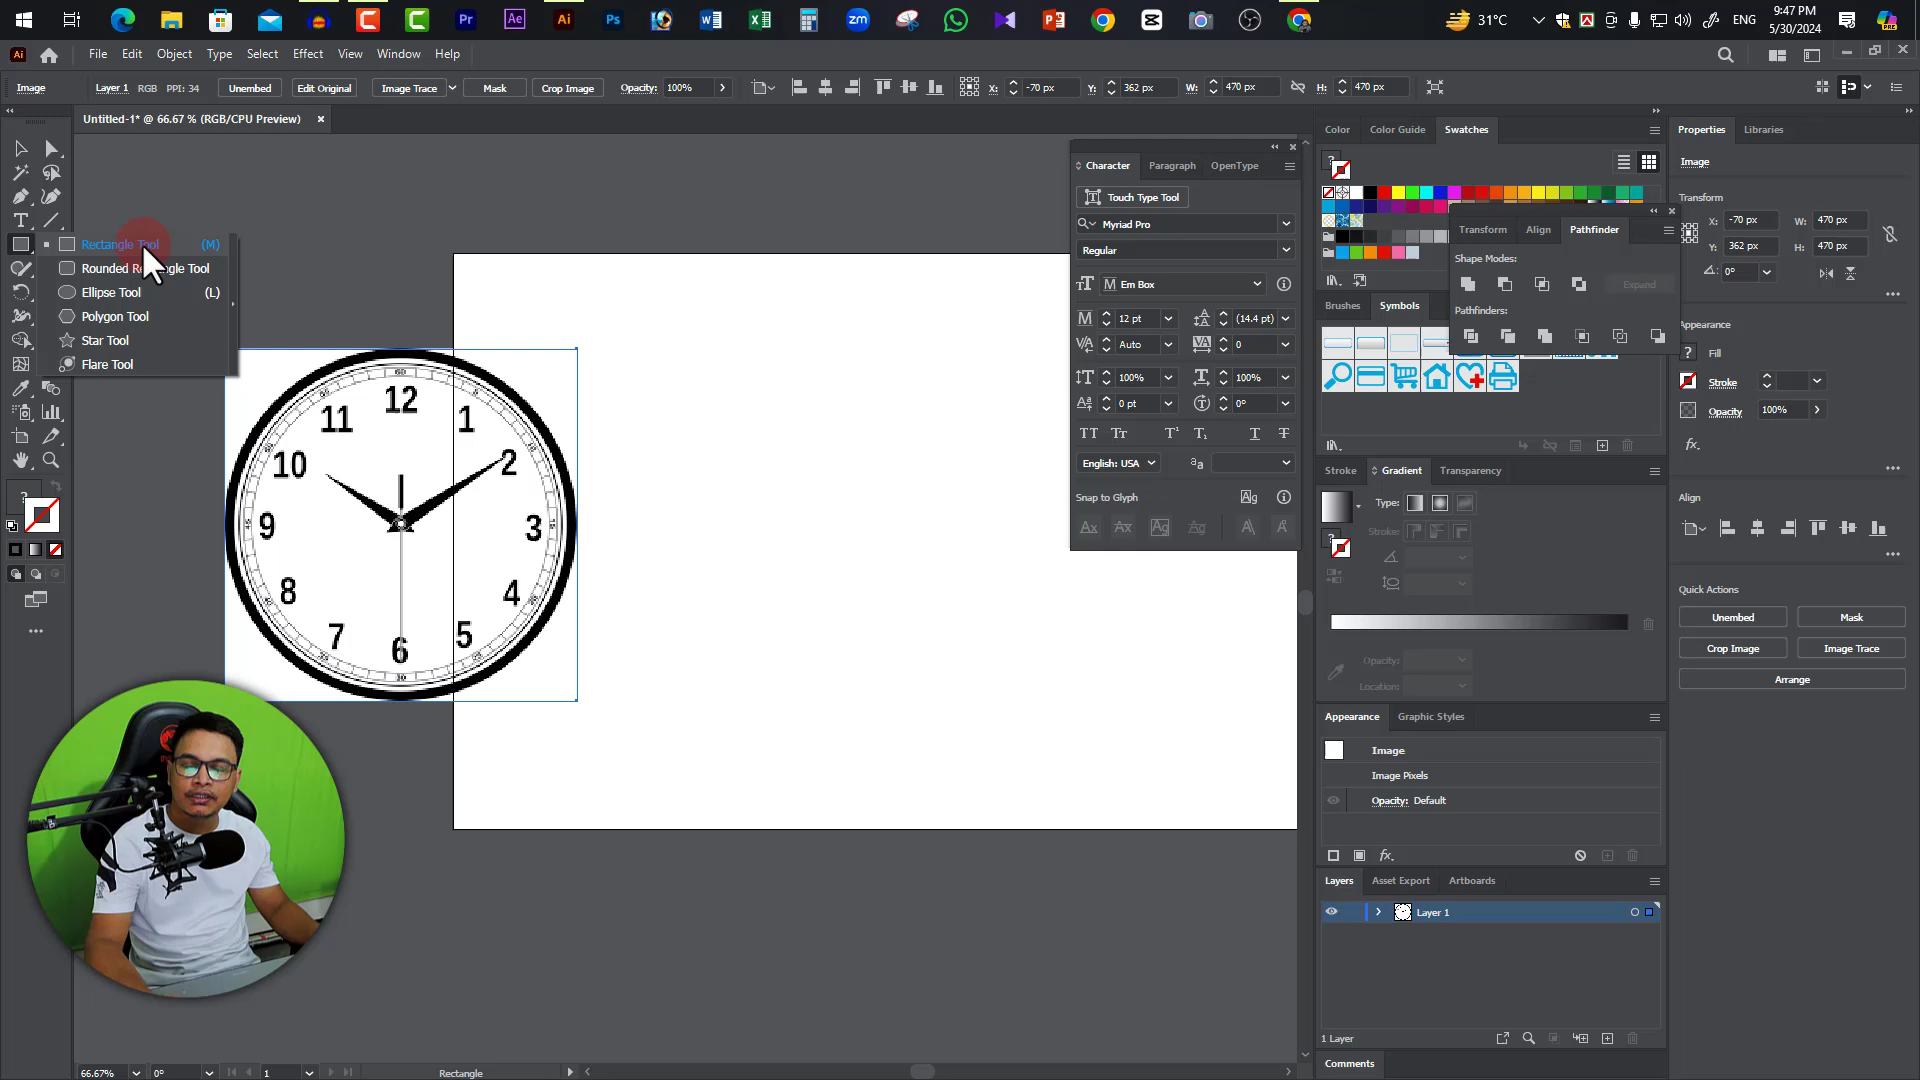 31°C
ENG
9:47 PM
5/30/2024
File
Edit
Object
Type
Select
Effect
View
Window
Help
Image
Layer 1
RGB
PPI: 34
Unembed
Edit Original
Image Trace
Mask
Crop Image
Opacity:
100%
X:
-70 px
Y:
362 px
W:
470 px
H:
470 px
Untitled-1* @ 66.67 % (RGB/CPU Preview)
Rectangle Tool (M)
Rounded Rectangle Tool
Ellipse Tool (L)
Polygon Tool
Star Tool
Flare Tool
60
12
11
1
10
2
9
3
8
4
7
5
6
30
Character
Paragraph
OpenType
Touch Type Tool
Myriad Pro
Regular
Em Box
12 pt
(14.4 pt)
Auto
0
100%
100%
0 pt
0°
English: USA
Snap to Glyph
Color
Color Guide
Swatches
Transform
Align
Pathfinder
Shape Modes:
Expand
Pathfinders:
Brushes
Symbols
Stroke
Gradient
Transparency
Type:
Stroke:
Opacity:
Location:
Appearance
Graphic Styles
Image
Image Pixels
Opacity: Default
Layers
Asset Export
Artboards
Layer 1
1 Layer
Comments
Properties
Libraries
Image
Transform
X:
-70 px
W:
470 px
Y:
362 px
H:
470 px
0°
Appearance
Fill
Stroke
Opacity
100%
Align
Quick Actions
Unembed
Mask
Crop Image
Image Trace
Arrange
66.67%
0°
1
Rectangle